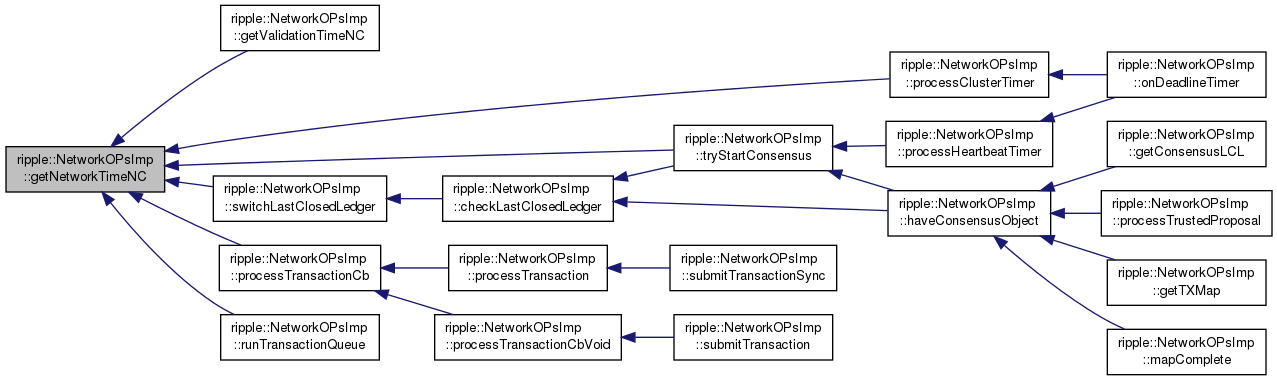 ripple::NetworkOPsImp
::getNetworkTimeNC
ripple::NetworkOPsImp
::getValidationTimeNC
ripple::NetworkOPsImp
::processClusterTimer
ripple::NetworkOPsImp
::onDeadlineTimer
ripple::NetworkOPsImp
::tryStartConsensus
ripple::NetworkOPsImp
::processHeartbeatTimer
ripple::NetworkOPsImp
::getConsensusLCL
ripple::NetworkOPsImp
::switchLastClosedLedger
ripple::NetworkOPsImp
::checkLastClosedLedger
ripple::NetworkOPsImp
::haveConsensusObject
ripple::NetworkOPsImp
::processTrustedProposal
ripple::NetworkOPsImp
::processTransactionCb
ripple::NetworkOPsImp
::processTransaction
ripple::NetworkOPsImp
::submitTransactionSync
ripple::NetworkOPsImp
::getTXMap
ripple::NetworkOPsImp
::runTransactionQueue
ripple::NetworkOPsImp
::processTransactionCbVoid
ripple::NetworkOPsImp
::submitTransaction
ripple::NetworkOPsImp
::mapComplete